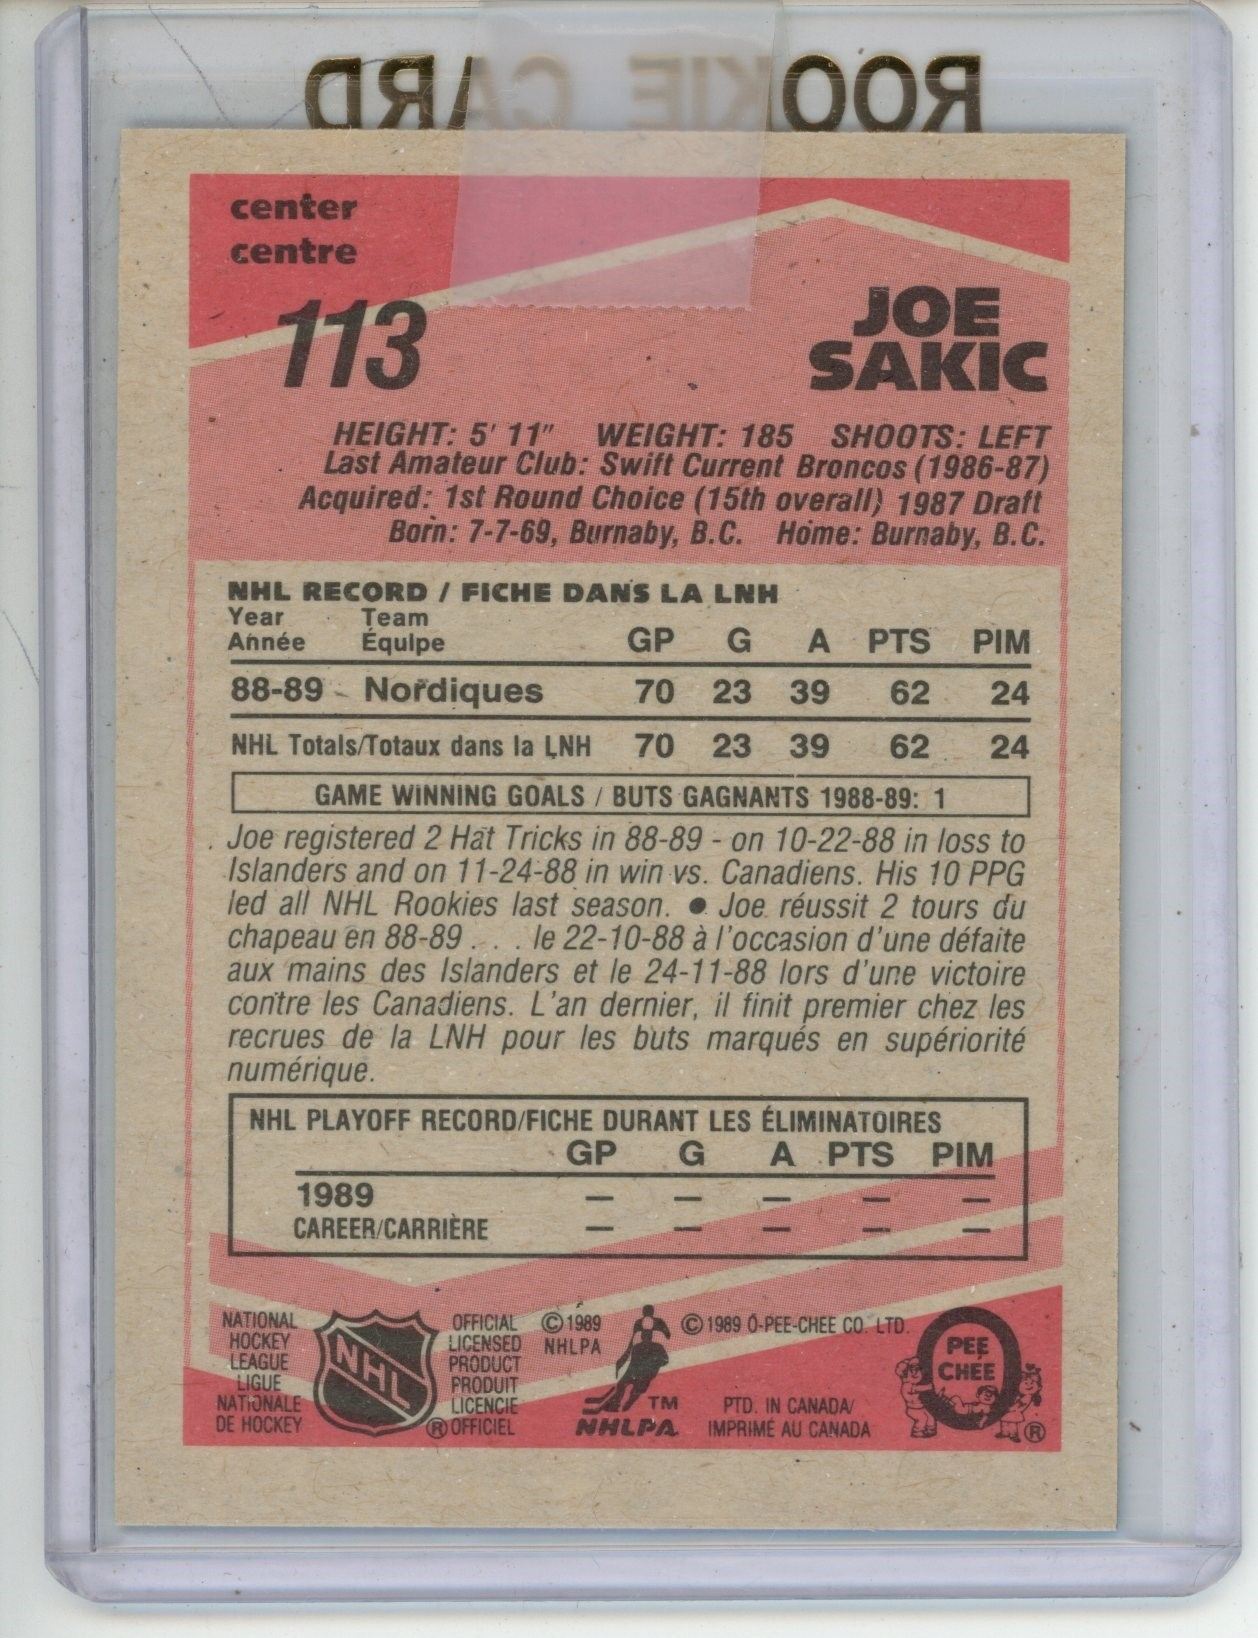 ROOKIE CARD
center
centre
113
JOE
SAKIC
HEIGHT: 5' 11" WEIGHT: 185 SHOOTS: LEFT
Last Amateur Club: Swift Current Broncos (1986-87)
Acquired: 1st Round Choice (15th overall) 1987 Draft
Born: 7-7-69, Burnaby, B.C. Home: Burnaby, B.C.
NHL RECORD / FICHE DANS LA LNH
Year Team
Année Équipe GP G A PTS PIM
88-89 Nordiques 70 23 39 62 24
NHL Totals/Totaux dans la LNH 70 23 39 62 24
GAME WINNING GOALS / BUTS GAGNANTS 1988-89: 1
Joe registered 2 Hat Tricks in 88-89 - on 10-22-88 in loss to
Islanders and on 11-24-88 in win vs. Canadiens. His 10 PPG
led all NHL Rookies last season. ● Joe réussit 2 tours du
chapeau en 88-89 . . . le 22-10-88 à l'occasion d'une défaite
aux mains des Islanders et le 24-11-88 lors d'une victoire
contre les Canadiens. L'an dernier, il finit premier chez les
recrues de la LNH pour les buts marqués en supériorité
numérique.
NHL PLAYOFF RECORD/FICHE DURANT LES ÉLIMINATOIRES
GP G A PTS PIM
1989 — — — — —
CAREER/CARRIÈRE — — — — —
NATIONAL
HOCKEY
LEAGUE
LIGUE
NATIONALE
DE HOCKEY
NHL
®
OFFICIAL
LICENSED
PRODUCT
PRODUIT
LICENCIE
OFFICIEL
© 1989
NHLPA
TM
NHLPA
© 1989 O-PEE-CHEE CO. LTD.
PTD. IN CANADA/
IMPRIMÉ AU CANADA
O
PEE
CHEE
®